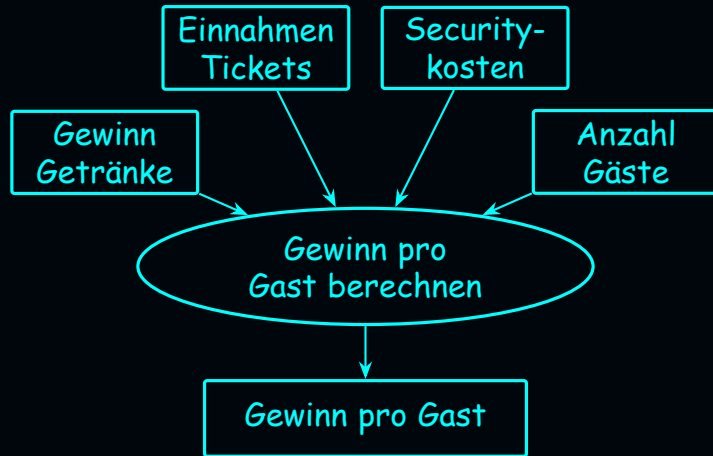 Einnahmen
Tickets
Security-
kosten
Gewinn
Getränke
Anzahl
Gäste
Gewinn pro
Gast berechnen
Gewinn pro Gast